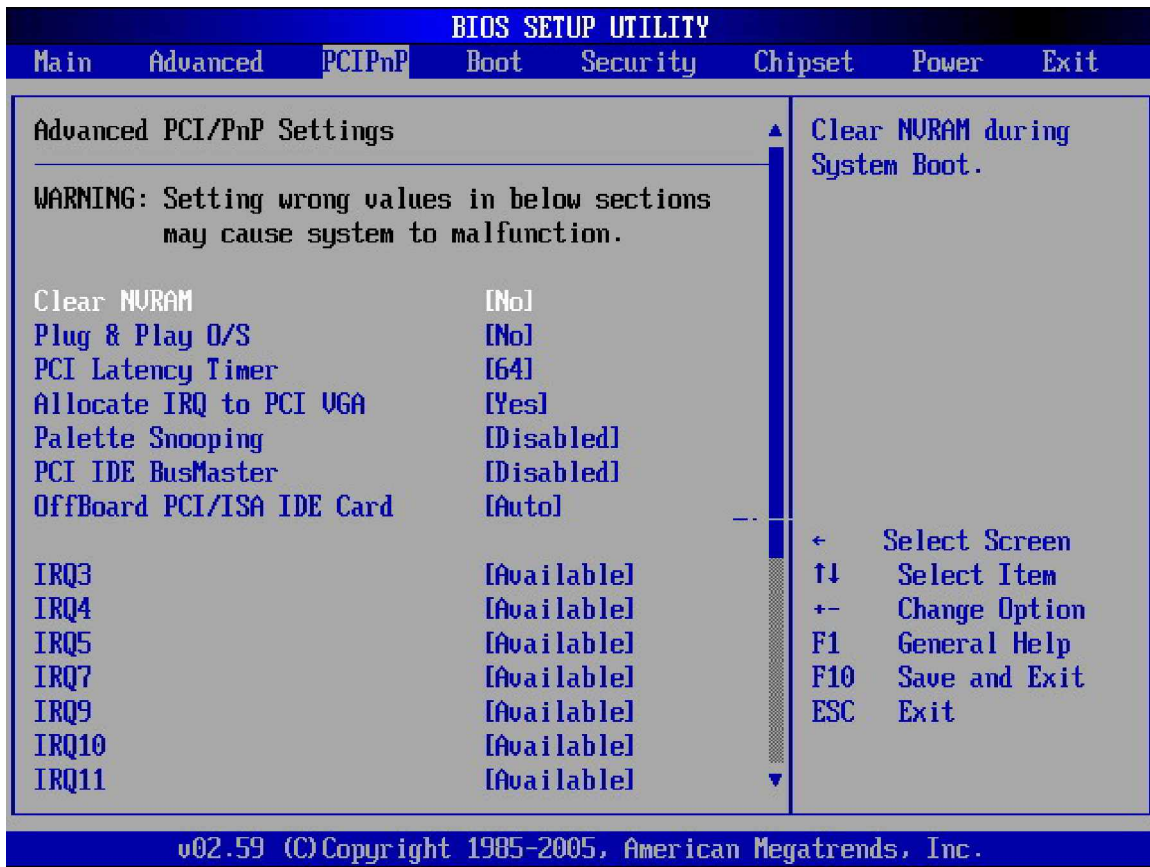 BIOS SETUP UTILITY
Main Advanced PCIPnP Boot Security Chipset Power Exit
Advanced PCI/PnP Settings
WARNING: Setting wrong values in below sections
may cause system to malfunction.
Clear NVRAM [No]
Plug & Play O/S [No]
PCI Latency Timer [64]
Allocate IRQ to PCI VGA [Yes]
Palette Snooping [Disabled]
PCI IDE BusMaster [Disabled]
OffBoard PCI/ISA IDE Card [Auto]
IRQ3 [Available]
IRQ4 [Available]
IRQ5 [Available]
IRQ7 [Available]
IRQ9 [Available]
IRQ10 [Available]
IRQ11 [Available]
Clear NVRAM during
System Boot.
← Select Screen
↑↓ Select Item
+- Change Option
F1 General Help
F10 Save and Exit
ESC Exit
v02.59 (C)Copyright 1985-2005, American Megatrends, Inc.